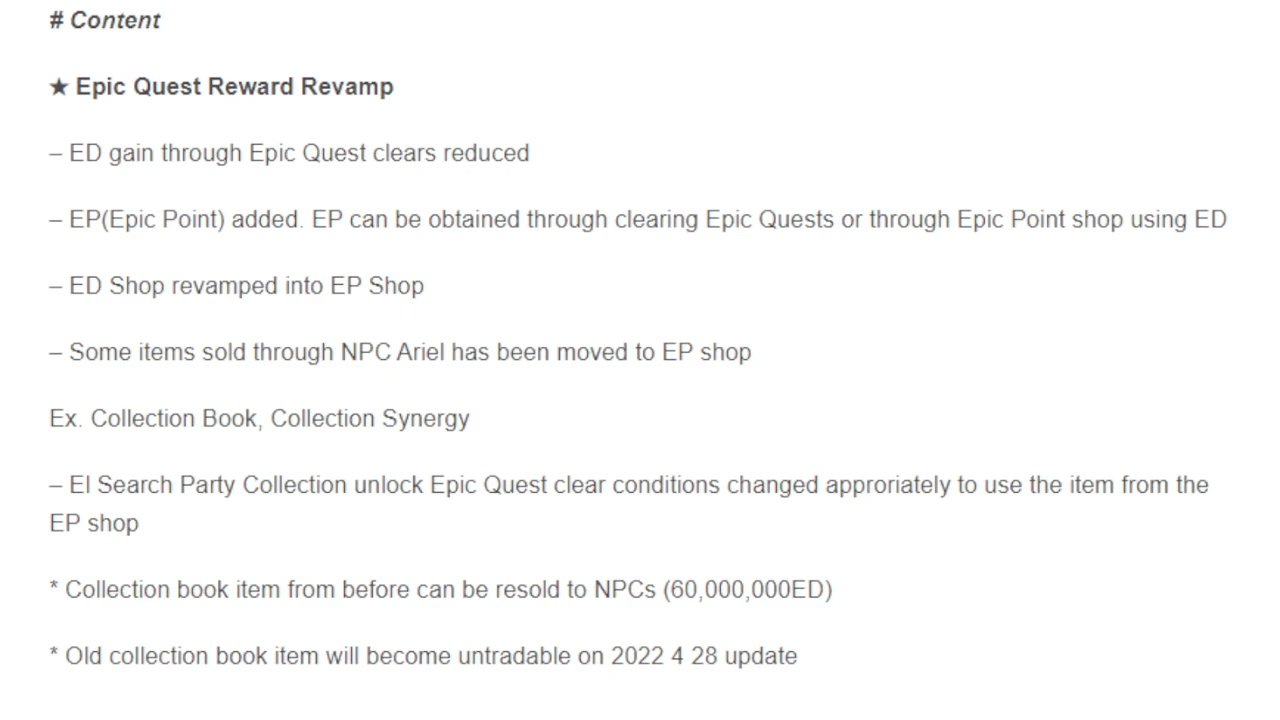 # Content
★ Epic Quest Reward Revamp
– ED gain through Epic Quest clears reduced
– EP(Epic Point) added. EP can be obtained through clearing Epic Quests or through Epic Point shop using ED
– ED Shop revamped into EP Shop
– Some items sold through NPC Ariel has been moved to EP shop
Ex. Collection Book, Collection Synergy
– El Search Party Collection unlock Epic Quest clear conditions changed approriately to use the item from the
EP shop
* Collection book item from before can be resold to NPCs (60,000,000ED)
* Old collection book item will become untradable on 2022 4 28 update